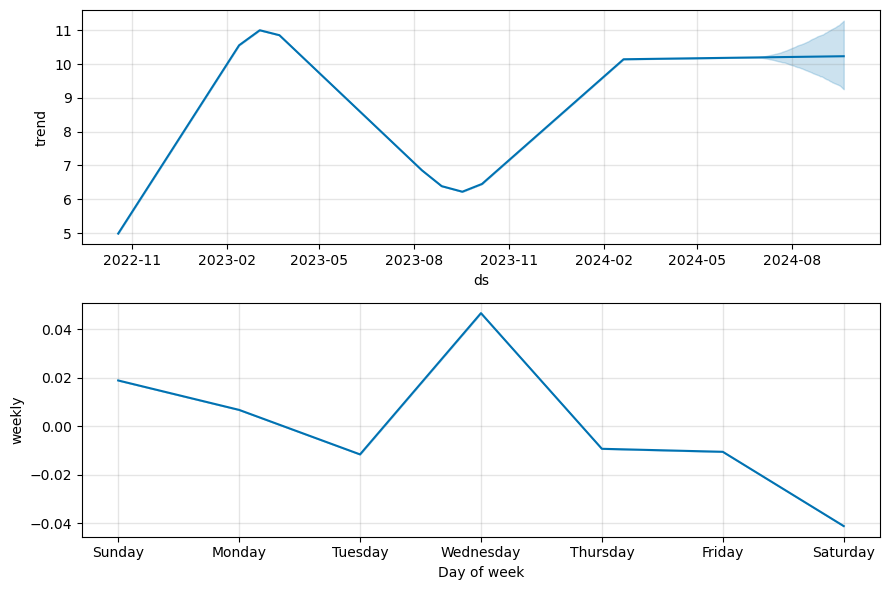 11
10
9
8
7
6
5
trend
2022-11 2023-02 2023-05 2023-08 2023-11 2024-02 2024-05 2024-08
ds
0.04
0.02
0.00
−0.02
−0.04
weekly
Sunday Monday Tuesday Wednesday Thursday Friday Saturday
Day of week